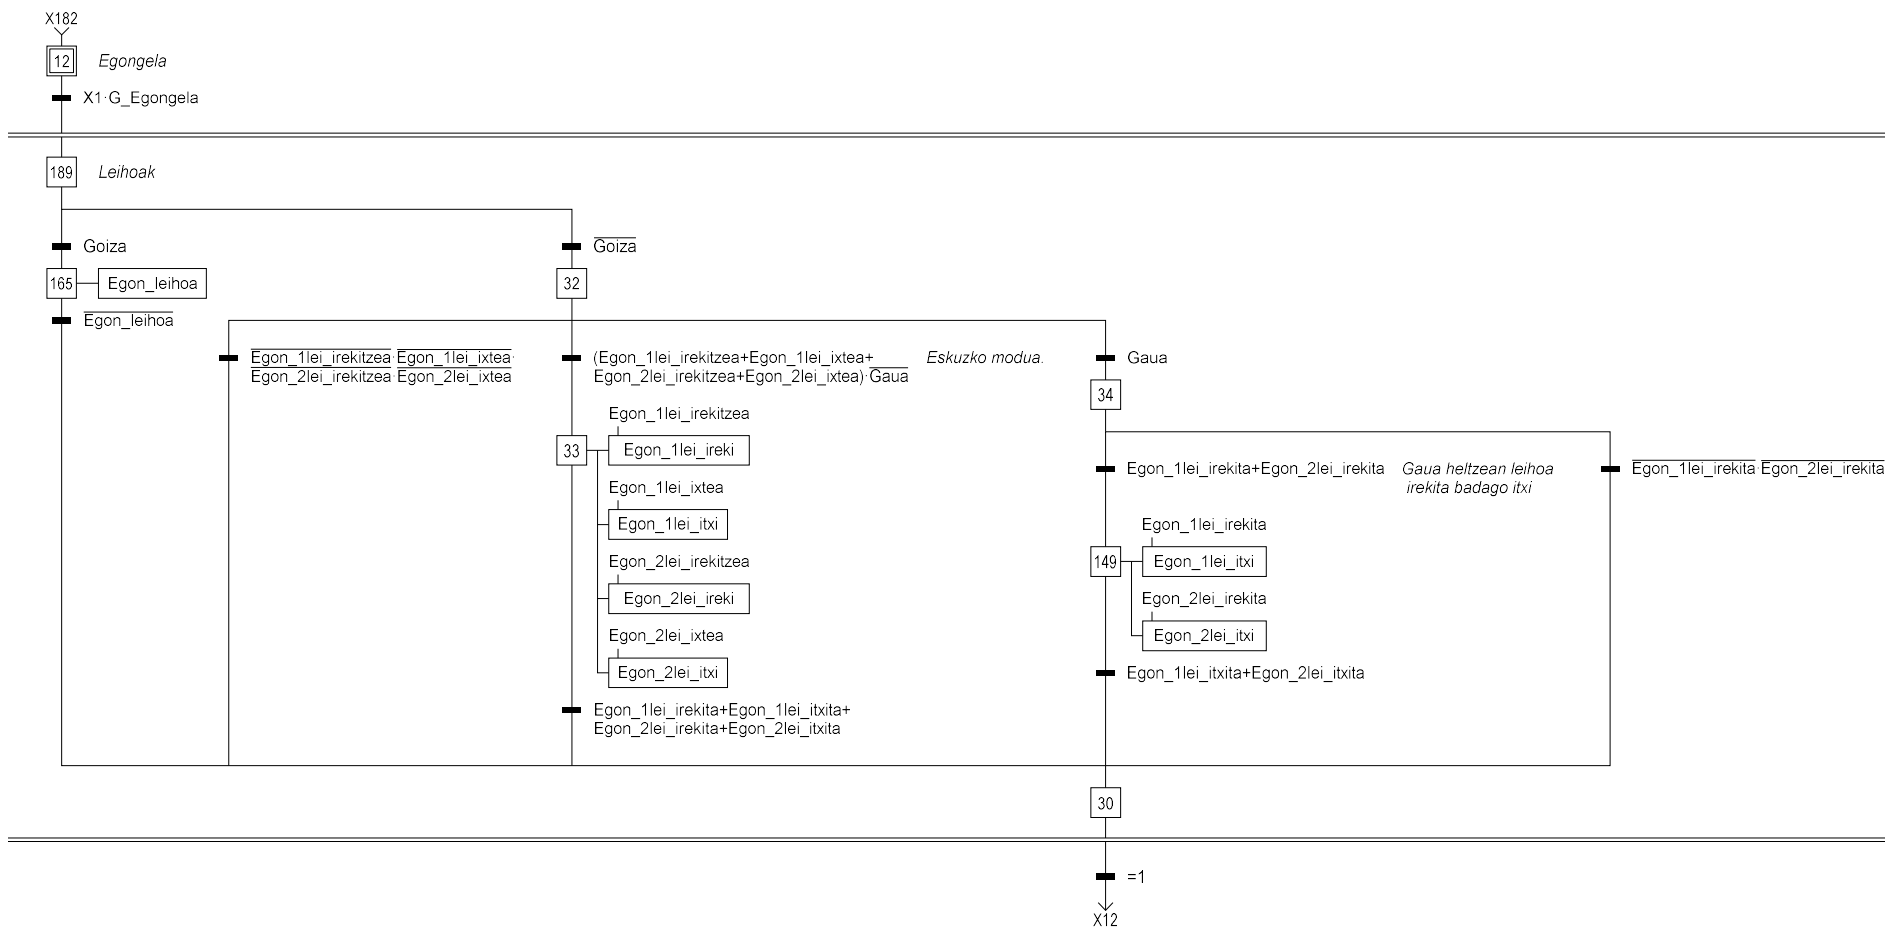 X182
12 Egongela
X1·G_Egongela
189 Leihoak
Goiza
Goiza
165 Egon_leihoa
32
Egon_leihoa
Egon_1lei_irekitzea·Egon_1lei_ixtea·
Egon_2lei_irekitzea·Egon_2lei_ixtea
(Egon_1lei_irekitzea+Egon_1lei_ixtea+
Egon_2lei_irekitzea+Egon_2lei_ixtea)·Gaua
Eskuzko modua.
Gaua
34
Egon_1lei_irekitzea
33 Egon_1lei_ireki
Egon_1lei_ixtea
Egon_1lei_itxi
Egon_2lei_irekitzea
Egon_2lei_ireki
Egon_2lei_ixtea
Egon_2lei_itxi
Egon_1lei_irekita+Egon_1lei_itxita+
Egon_2lei_irekita+Egon_2lei_itxita
Egon_1lei_irekita+Egon_2lei_irekita
Gaua heltzean leihoa
irekita badago itxi
Egon_1lei_irekita·Egon_2lei_irekita
Egon_1lei_irekita
149 Egon_1lei_itxi
Egon_2lei_irekita
Egon_2lei_itxi
Egon_1lei_itxita+Egon_2lei_itxita
30
=1
X12